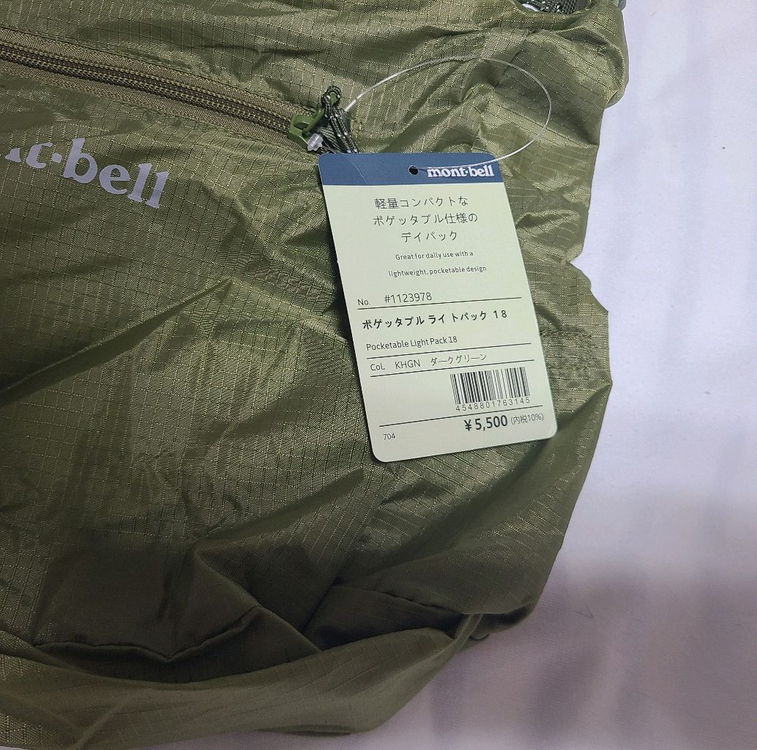 nt·bell
mont·bell
軽量コンパクトな
ポケッタブル仕様の
デイパック
Great for daily use with a
lightweight, pocketable design
No. #1123978
ポケッタブル ライトパック 18
Pocketable Light Pack 18
Col. KHGN ダークグリーン
4548801763145
704 ¥5,500 (内税10%)